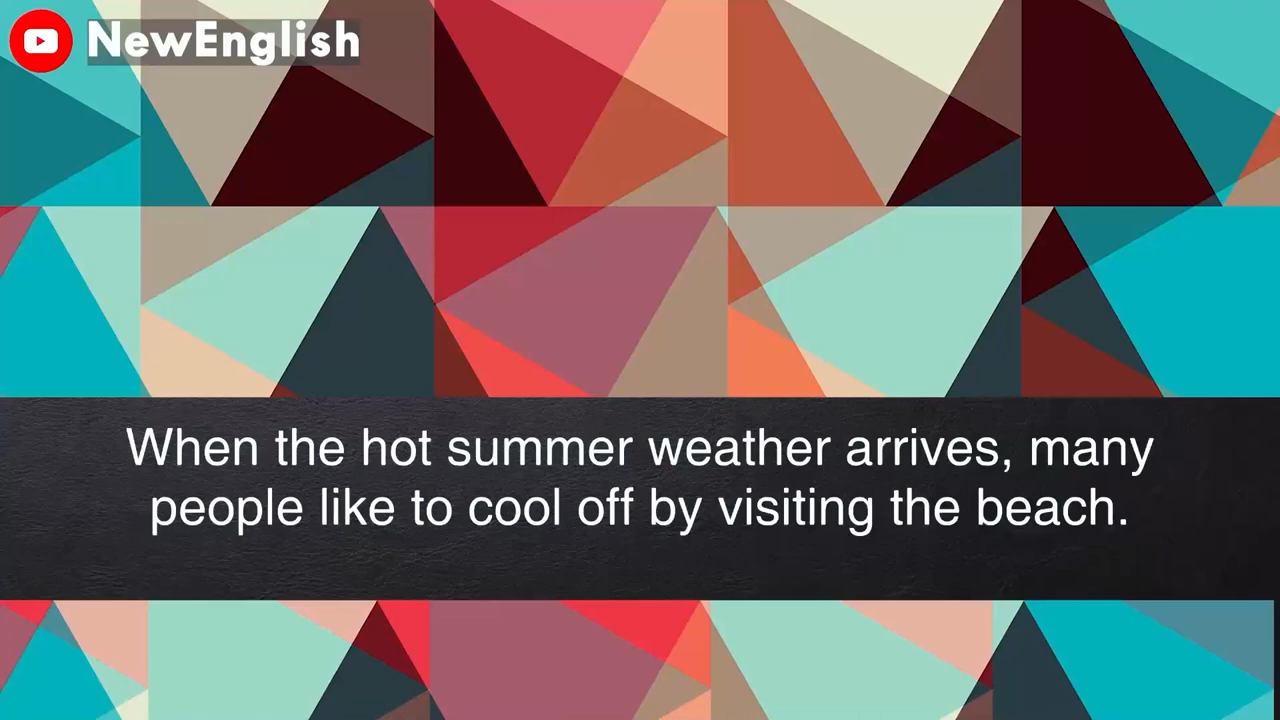 NewEnglish
When the hot summer weather arrives, many
people like to cool off by visiting the beach.